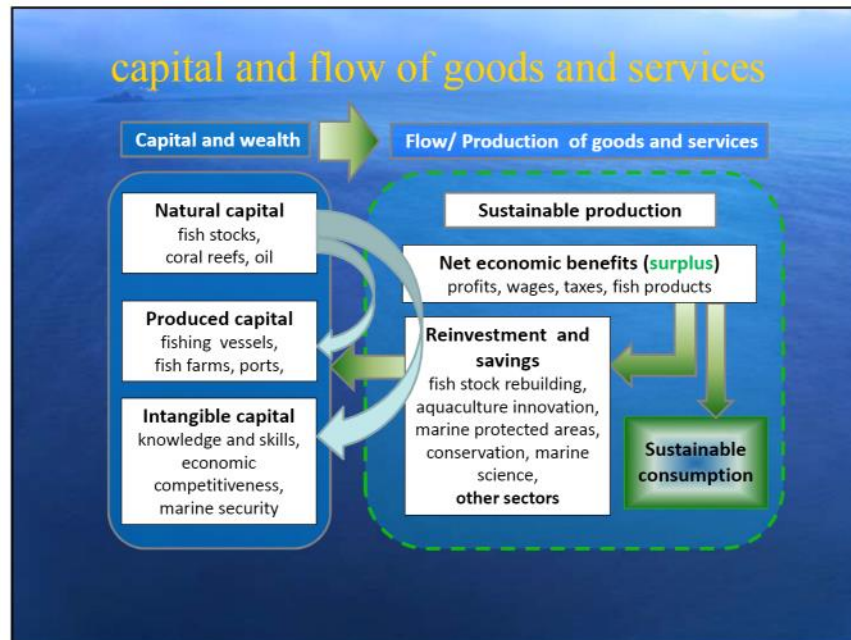 capital and flow of goods and services
Capital and wealth
Flow/ Production of goods and services
Natural capital
fish stocks,
coral reefs, oil
Produced capital
fishing vessels,
fish farms, ports,
Intangible capital
knowledge and skills,
economic
competitiveness,
marine security
Sustainable production
Net economic benefits (surplus)
profits, wages, taxes, fish products
Reinvestment and
savings
fish stock rebuilding,
aquaculture innovation,
marine protected areas,
conservation, marine
science,
other sectors
Sustainable
consumption